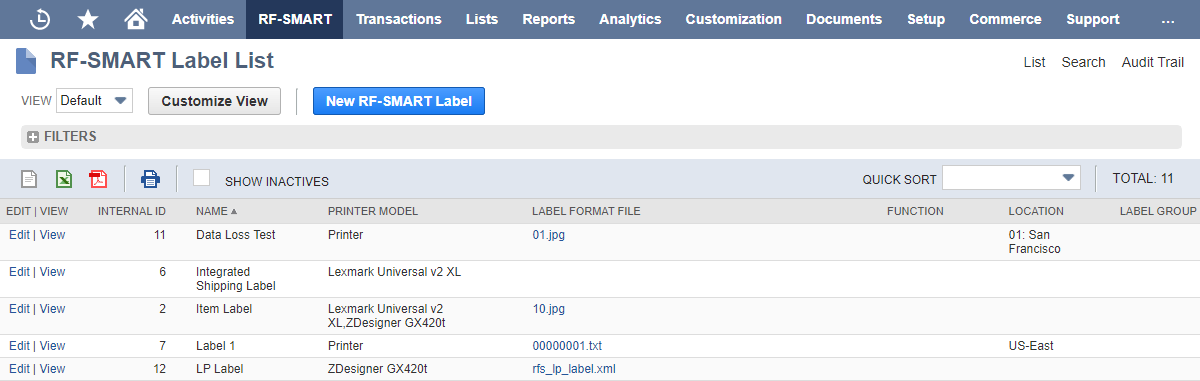 Activities RF-SMART Transactions Lists Reports Analytics Customization Documents Setup Commerce Support ...
RF-SMART Label List
List Search Audit Trail
VIEW Default Customize View New RF-SMART Label
FILTERS
SHOW INACTIVES QUICK SORT TOTAL: 11
EDIT | VIEW INTERNAL ID NAME PRINTER MODEL LABEL FORMAT FILE FUNCTION LOCATION LABEL GROUP
Edit | View 11 Data Loss Test Printer 01.jpg 01: San
Francisco
Edit | View 6 Integrated Lexmark Universal v2 XL
Shipping Label
Edit | View 2 Item Label Lexmark Universal v2 10.jpg
XL,ZDesigner GX420t
Edit | View 7 Label 1 Printer 00000001.txt US-East
Edit | View 12 LP Label ZDesigner GX420t rfs_lp_label.xml